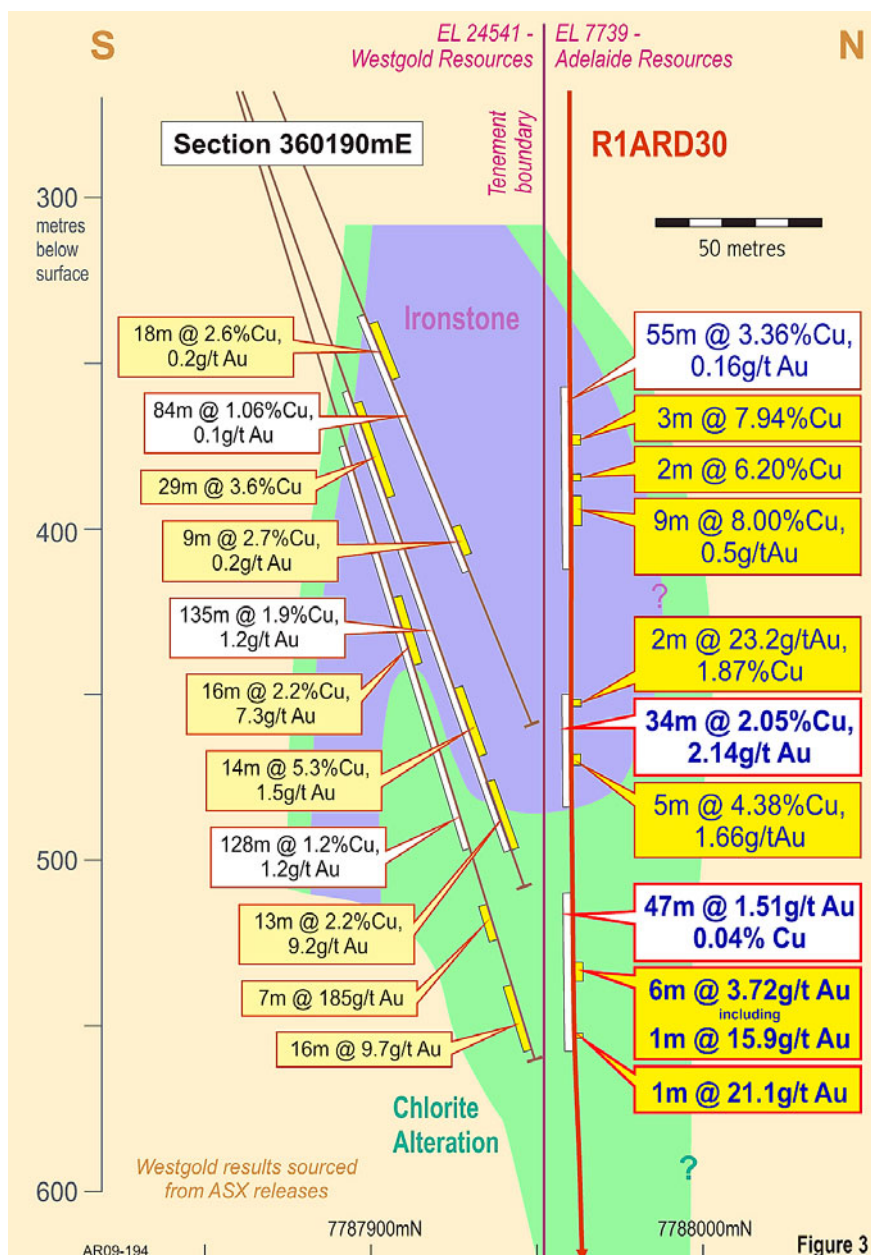 S
EL 24541 -
Westgold Resources
EL 7739 -
Adelaide Resources
N
Section 360190mE
Tenement
boundary
R1ARD30
300
metres
below
surface
50 metres
Ironstone
18m @ 2.6%Cu,
0.2g/t Au
84m @ 1.06%Cu,
0.1g/t Au
29m @ 3.6%Cu
9m @ 2.7%Cu,
0.2g/t Au
135m @ 1.9%Cu,
1.2g/t Au
16m @ 2.2%Cu,
7.3g/t Au
14m @ 5.3%Cu,
1.5g/t Au
128m @ 1.2%Cu,
1.2g/t Au
13m @ 2.2%Cu,
9.2g/t Au
7m @ 185g/t Au
16m @ 9.7g/t Au
55m @ 3.36%Cu,
0.16g/t Au
3m @ 7.94%Cu
2m @ 6.20%Cu
9m @ 8.00%Cu,
0.5g/tAu
?
2m @ 23.2g/tAu,
1.87%Cu
34m @ 2.05%Cu,
2.14g/t Au
5m @ 4.38%Cu,
1.66g/tAu
47m @ 1.51g/t Au
0.04% Cu
6m @ 3.72g/t Au
including
1m @ 15.9g/t Au
1m @ 21.1g/t Au
400
500
600
Chlorite
Alteration
?
Westgold results sourced
from ASX releases
7787900mN
7788000mN
AR09-194
Figure 3